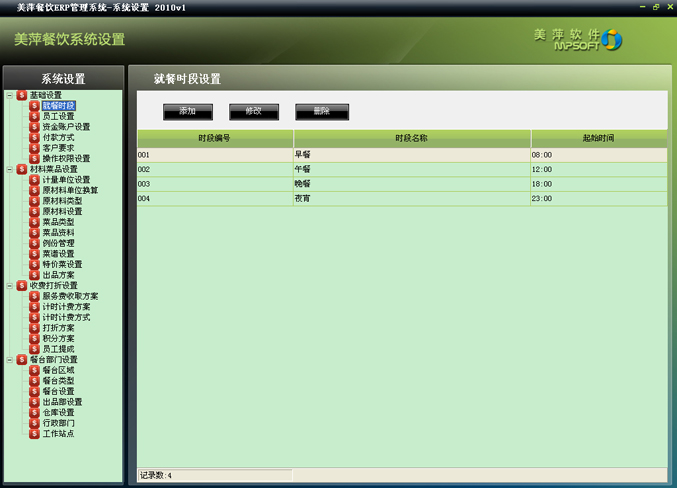 美萍餐饮ERP管理系统-系统设置 2010v1
美萍餐饮系统设置
美萍软件
MPSOFT
系统设置
基础设置
就餐时段
员工设置
资金账户设置
付款方式
客户要求
操作权限设置
材料菜品设置
计量单位设置
原材料单位换算
原材料类型
原材料设置
菜品类型
菜品资料
例份管理
菜谱设置
特价菜设置
出品方案
收费打折设置
服务费收取方案
计时计费方案
计时计费方式
打折方案
积分方案
员工提成
餐台部门设置
餐台区域
餐台类型
餐台设置
出品部设置
仓库设置
行政部门
工作站点
就餐时段设置
添加 修改 删除
时段编号 时段名称 起始时间
001 早餐 08:00
002 午餐 12:00
003 晚餐 18:00
004 夜宵 23:00
记录数:4